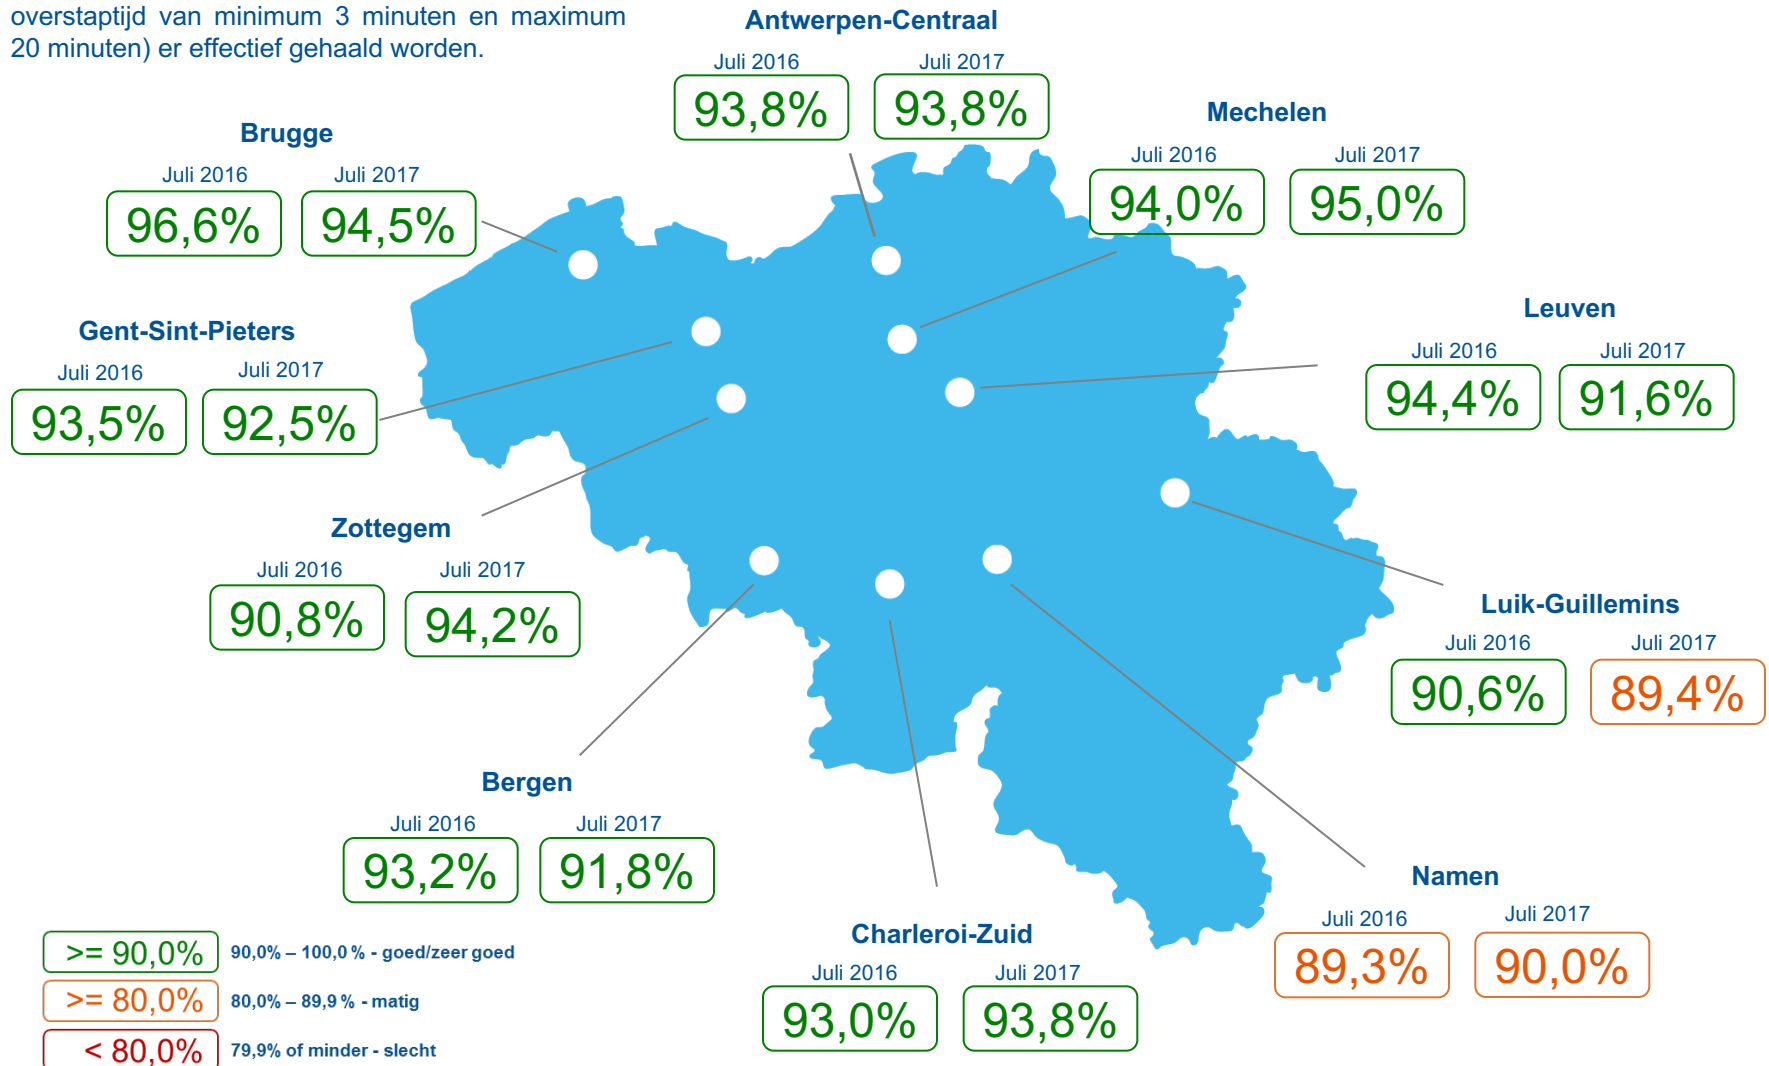 overstaptijd van minimum 3 minuten en maximum
20 minuten) er effectief gehaald worden.
Antwerpen-Centraal
Juli 2016 Juli 2017
93,8% 93,8%
Mechelen
Juli 2016 Juli 2017
94,0% 95,0%
Brugge
Juli 2016 Juli 2017
96,6% 94,5%
Leuven
Juli 2016 Juli 2017
94,4% 91,6%
Gent-Sint-Pieters
Juli 2016 Juli 2017
93,5% 92,5%
Zottegem
Juli 2016 Juli 2017
90,8% 94,2%
Luik-Guillemins
Juli 2016 Juli 2017
90,6% 89,4%
Bergen
Juli 2016 Juli 2017
93,2% 91,8%
Namen
Juli 2016 Juli 2017
89,3% 90,0%
Charleroi-Zuid
Juli 2016 Juli 2017
93,0% 93,8%
>= 90,0% 90,0% – 100,0 % - goed/zeer goed
>= 80,0% 80,0% – 89,9 % - matig
< 80,0% 79,9% of minder - slecht